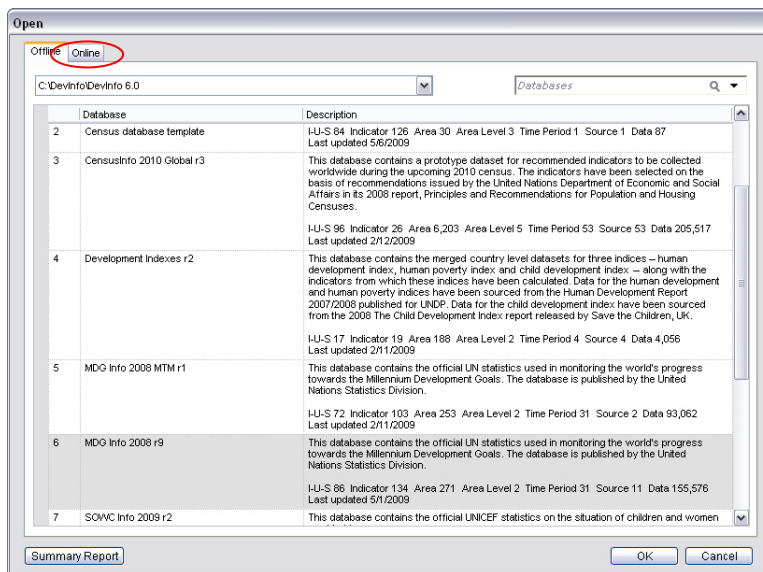 Open
Offline Online
C:\DevInfo\DevInfo 6.0
Databases
Database Description
2 Census database template I-U-S 84 Indicator 126 Area 30 Area Level 3 Time Period 1 Source 1 Data 87
Last updated 5/6/2009
3 CensusInfo 2010 Global r3 This database contains a prototype dataset for recommended indicators to be collected
worldwide during the upcoming 2010 census. The indicators have been selected on the
basis of recommendations issued by the United Nations Department of Economic and Social
Affairs in its 2008 report, Principles and Recommendations for Population and Housing
Censuses.
I-U-S 96 Indicator 26 Area 6,203 Area Level 5 Time Period 53 Source 53 Data 205,517
Last updated 2/12/2009
4 Development Indexes r2 This database contains the merged country level datasets for three indices – human
development index, human poverty index and child development index – along with the
indicators from which these indices have been calculated. Data for the human development
and human poverty indices have been sourced from the Human Development Report
2007/2008 published for UNDP. Data for the child development index have been sourced
from the 2008 The Child Development Index report released by Save the Children, UK.
I-U-S 17 Indicator 19 Area 188 Area Level 2 Time Period 4 Source 4 Data 4,056
Last updated 2/11/2009
5 MDG Info 2008 MTM r1 This database contains the official UN statistics used in monitoring the world's progress
towards the Millennium Development Goals. The database is published by the United
Nations Statistics Division.
I-U-S 72 Indicator 103 Area 253 Area Level 2 Time Period 31 Source 2 Data 93,062
Last updated 2/11/2009
6 MDG Info 2008 r9 This database contains the official UN statistics used in monitoring the world's progress
towards the Millennium Development Goals. The database is published by the United
Nations Statistics Division.
I-U-S 86 Indicator 134 Area 271 Area Level 2 Time Period 31 Source 11 Data 155,576
Last updated 5/1/2009
7 SOWC Info 2009 r2 This database contains the official UNICEF statistics on the situation of children and women
Summary Report OK Cancel